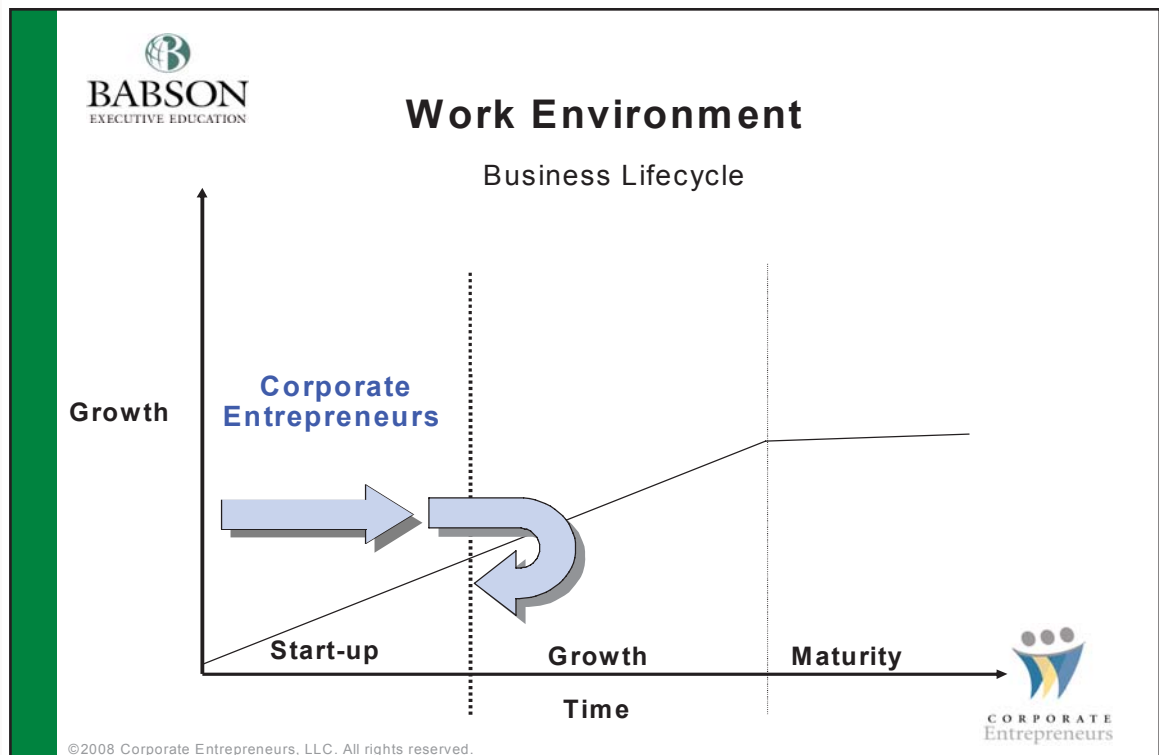 BABSON
EXECUTIVE EDUCATION
Work Environment
Business Lifecycle
Corporate
Entrepreneurs
Growth
Start-up
Growth
Maturity
Time
CORPORATE
Entrepreneurs
©2008 Corporate Entrepreneurs, LLC. All rights reserved.